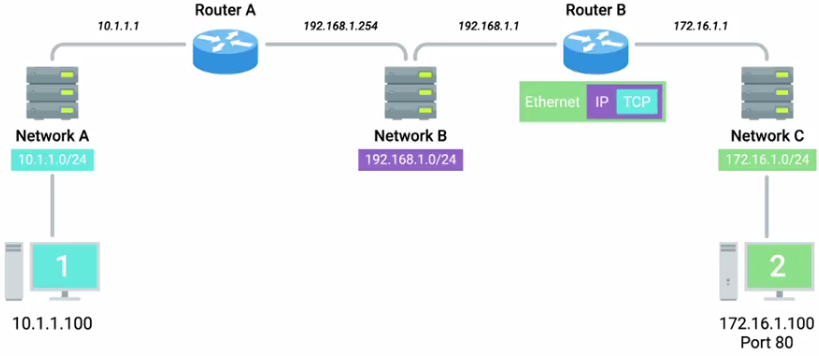 Router A
Router B
10.1.1.1
192.168.1.254
192.168.1.1
172.16.1.1
Ethernet IP TCP
Network A
Network B
Network C
10.1.1.0/24
192.168.1.0/24
172.16.1.0/24
1
2
10.1.1.100
172.16.1.100
Port 80